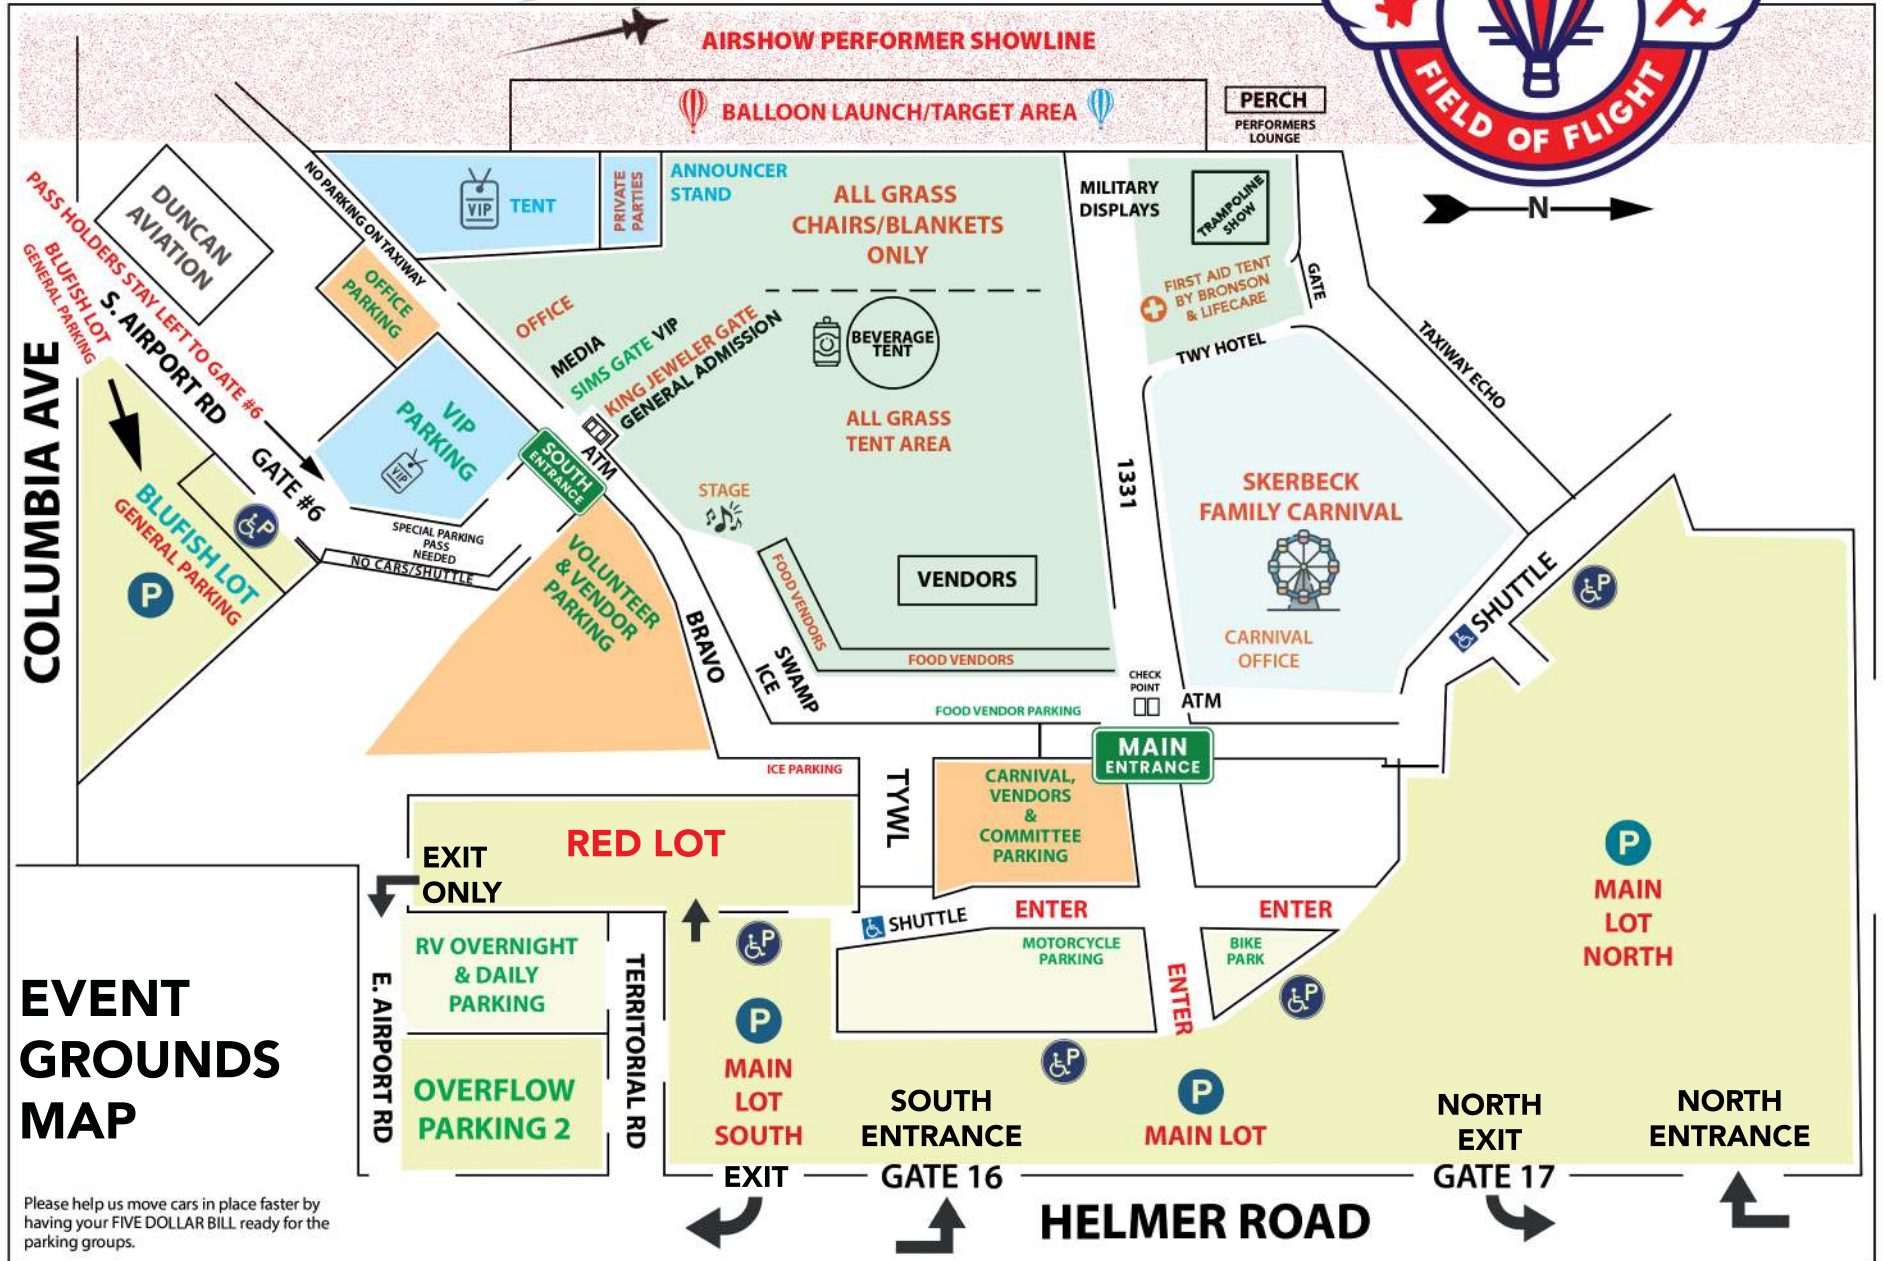 AIRSHOW PERFORMER SHOWLINE
BALLOON LAUNCH/TARGET AREA
PERCH
PERFORMERS
LOUNGE
FIELD OF FLIGHT
N
NO PARKING ON TAXIWAY
VIP
TENT
PRIVATE
PARTIES
ANNOUNCER
STAND
ALL GRASS
CHAIRS/BLANKETS
ONLY
MILITARY
DISPLAYS
TRAMPOLINE
SHOW
FIRST AID TENT
BY BRONSON
& LIFECARE
GATE
TWY HOTEL
TAXIWAY ECHO
DUNCAN
AVIATION
PASS HOLDERS STAY LEFT TO GATE #6
BLUFISH LOT
GENERAL PARKING
S. AIRPORT RD
GATE #6
COLUMBIA AVE
OFFICE
PARKING
VIP
PARKING
VIP
OFFICE
MEDIA
SIMS GATE VIP
KING JEWELER GATE
GENERAL ADMISSION
ATM
SOUTH
ENTRANCE
BEVERAGE
TENT
ALL GRASS
TENT AREA
STAGE
VENDORS
FOOD VENDORS
FOOD VENDORS
1331
SKERBECK
FAMILY CARNIVAL
CARNIVAL
OFFICE
SHUTTLE
P
BLUFISH LOT
GENERAL PARKING
P
P
SPECIAL PARKING
PASS
NEEDED
NO CARS/SHUTTLE
VOLUNTEER
& VENDOR
PARKING
BRAVO
SWAMP
ICE
FOOD VENDOR PARKING
CHECK
POINT
ATM
MAIN
ENTRANCE
ICE PARKING
TYWL
CARNIVAL,
VENDORS
&
COMMITTEE
PARKING
RED LOT
EXIT
ONLY
SHUTTLE
ENTER
ENTER
ENTER
MOTORCYCLE
PARKING
BIKE
PARK
P
P
P
P
MAIN
LOT
NORTH
RV OVERNIGHT
& DAILY
PARKING
OVERFLOW
PARKING 2
E. AIRPORT RD
TERRITORIAL RD
P
MAIN
LOT
SOUTH
EXIT
SOUTH
ENTRANCE
GATE 16
P
MAIN LOT
NORTH
EXIT
GATE 17
NORTH
ENTRANCE
HELMER ROAD
EVENT
GROUNDS
MAP
Please help us move cars in place faster by
having your FIVE DOLLAR BILL ready for the
parking groups.